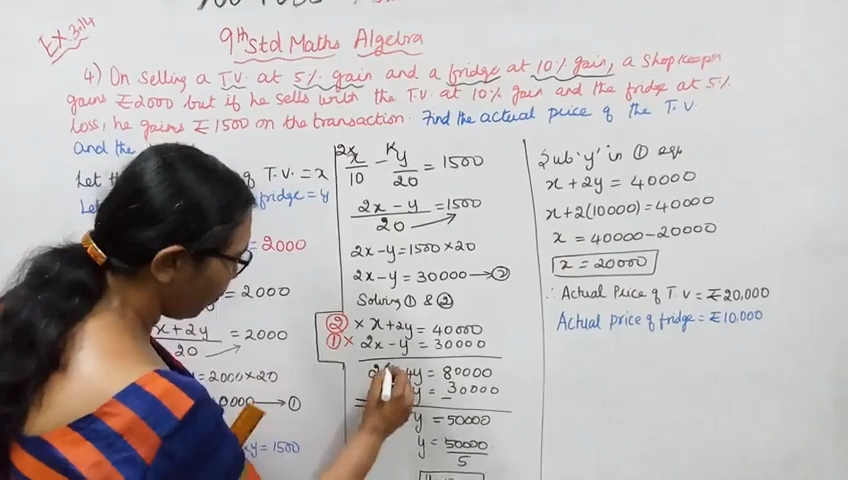 Ex 3.14
9th Std Maths Algebra
4) On selling a T.V. at 5% gain and a fridge at 10% gain, a shopkeeper
gains ₹2000 but if he sells with the T.V. at 10% gain and the fridge at 5%
loss, he gains ₹1500 on the transaction. Find the actual price of the T.V.
And the
Let T.V. = x
Let fridge = y
= 2000
= 2000
x+2y / 20 = 2000
= 2000×20
→①
y = 1500
2x x/10 - y/20 = 1500
2x - y / 20 = 1500
2x-y = 1500 × 20
2x-y = 30000 →②
Solving ① & ②
② × x+2y = 40000
① × 2x-y = 30000
4y = 80000
y = 30000
y = 50000
y = 50000/5
Sub 'y' in ① eqn
x+2y = 40000
x+2(10000)=40000
x = 40000-20000
x = 20000
∴ Actual Price of T.V = ₹20,000
Actual price of fridge = ₹10.000